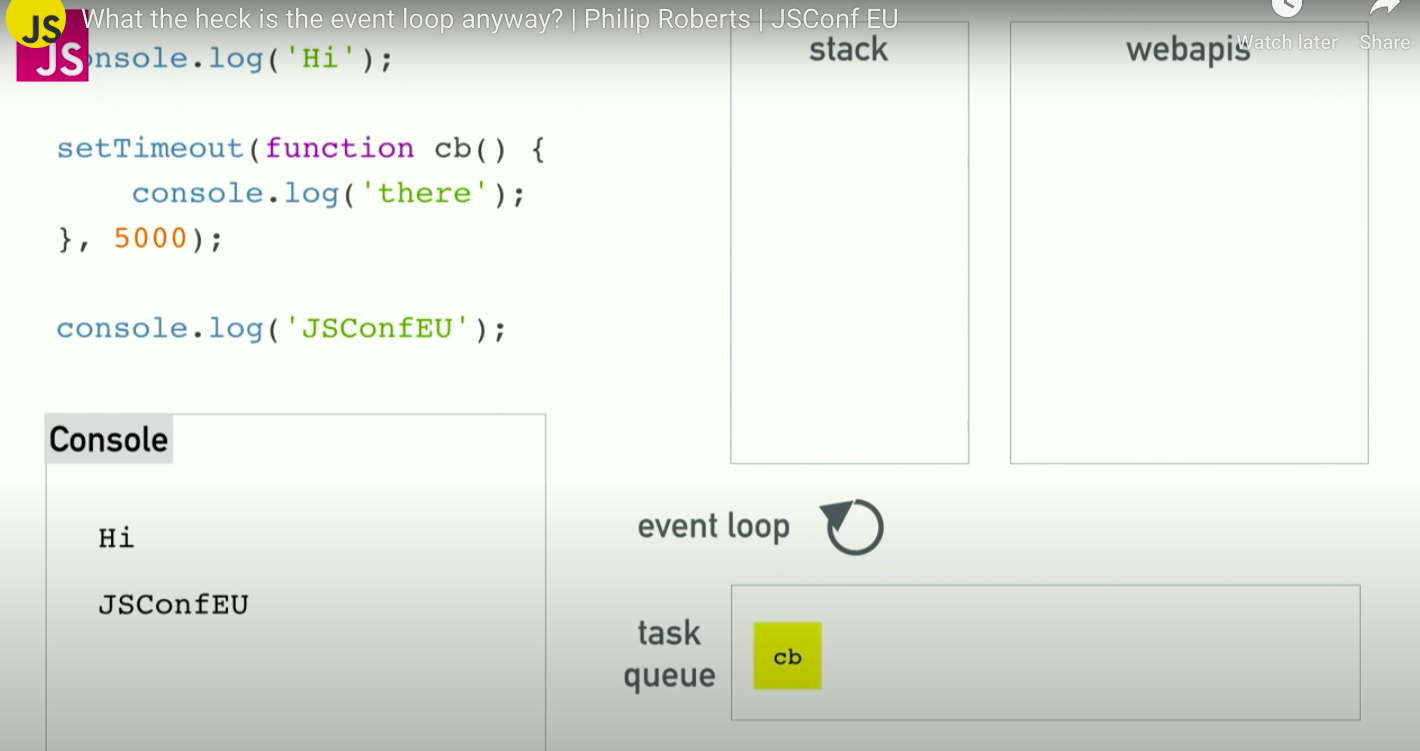 What the heck is the event loop anyway? | Philip Roberts | JSConf EU
JS
JS
Watch later
Share
onsole.log('Hi');
setTimeout(function cb() {
console.log('there');
}, 5000);
console.log('JSConfEU');
stack
webapis
Console
Hi
JSConfEU
event loop
task
queue
cb